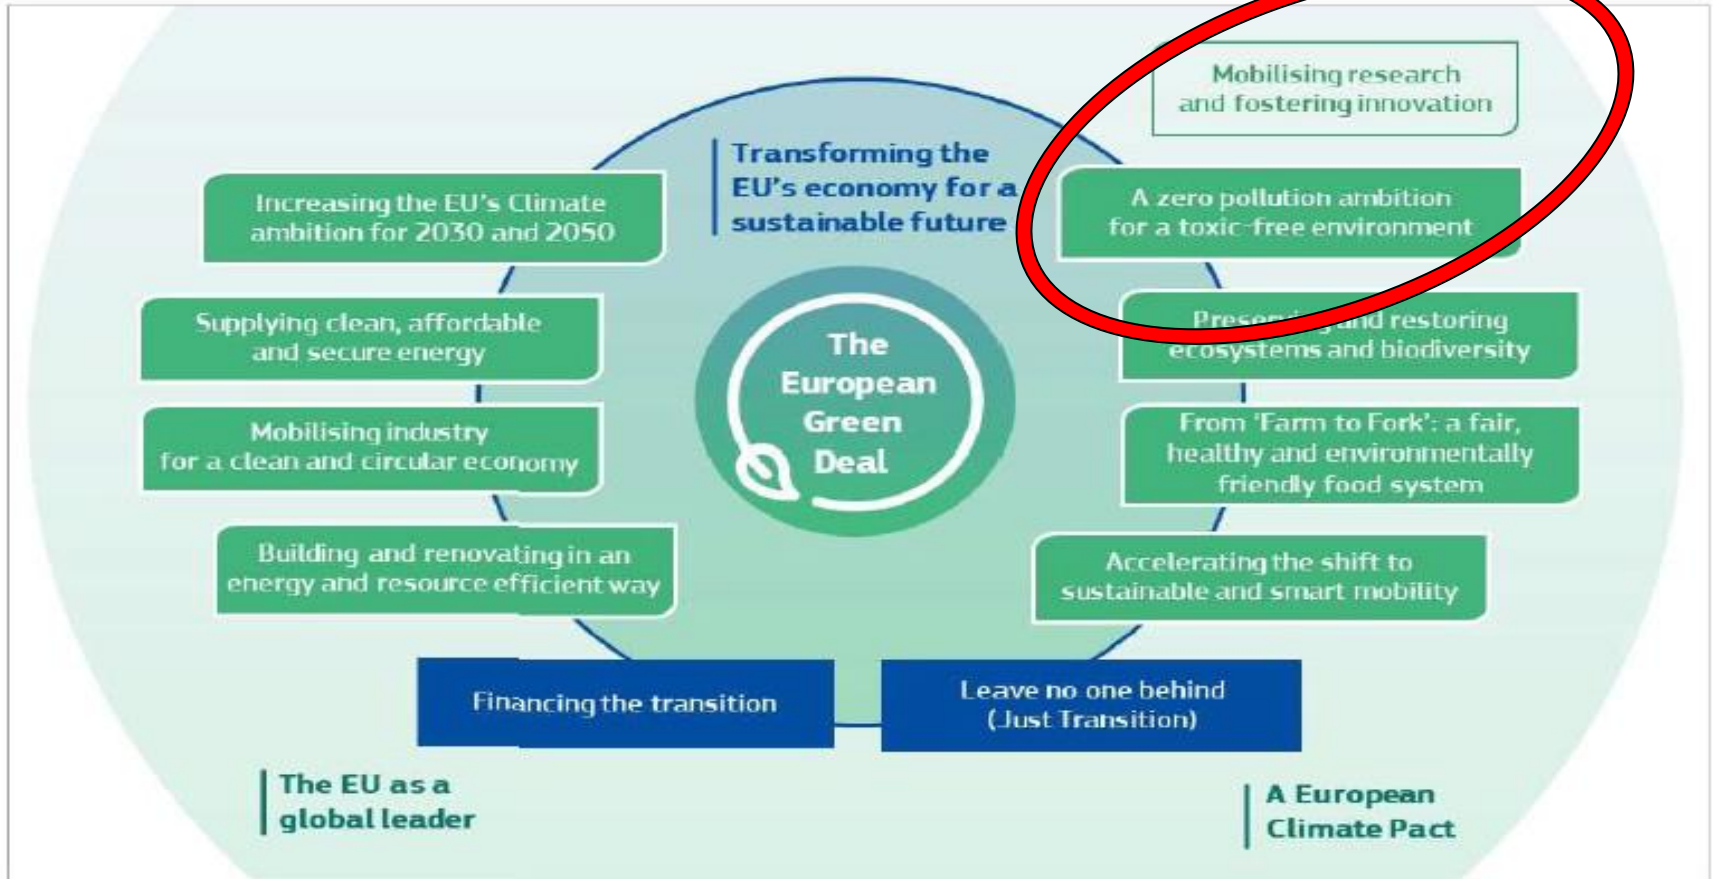 Mobilising research
and fostering innovation
Transforming the
EU's economy for a
sustainable future
Increasing the EU's Climate
ambition for 2030 and 2050
A zero pollution ambition
for a toxic-free environment
Supplying clean, affordable
and secure energy
Preserving and restoring
ecosystems and biodiversity
The
European
Green
Deal
Mobilising industry
for a clean and circular economy
From 'Farm to Fork': a fair,
healthy and environmentally
friendly food system
Building and renovating in an
energy and resource efficient way
Accelerating the shift to
sustainable and smart mobility
Financing the transition
Leave no one behind
(Just Transition)
The EU as a
global leader
A European
Climate Pact